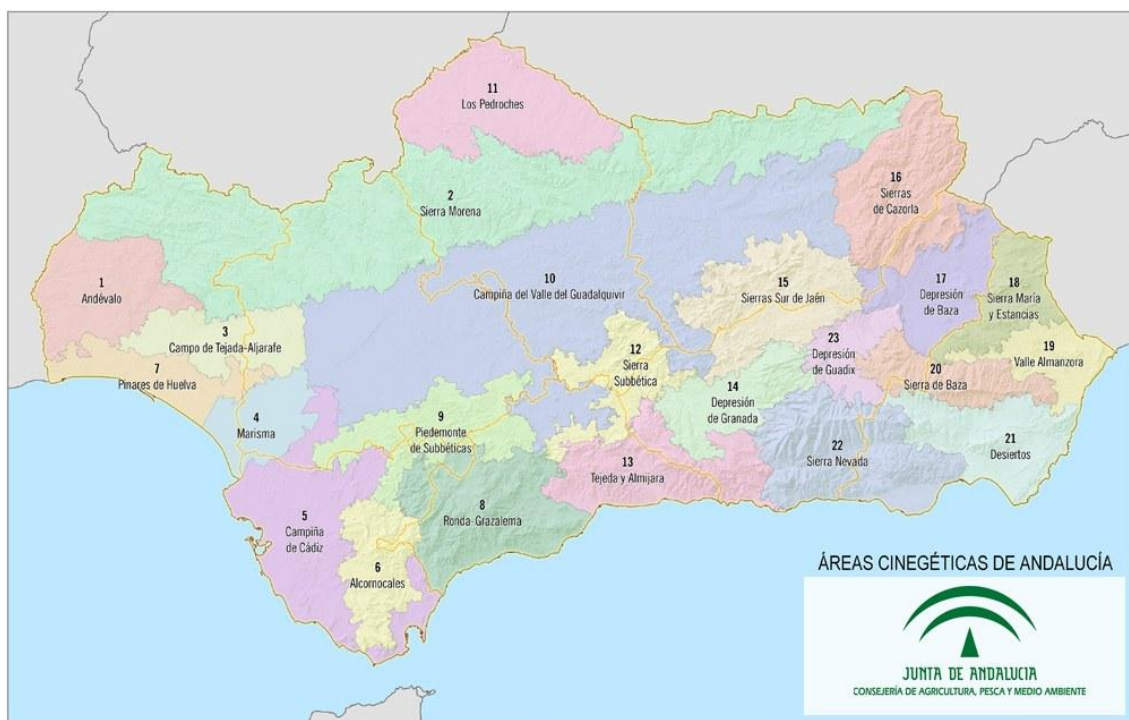 11
Los Pedroches
2
Sierra Morena
16
Sierras
de Cazorla
1
Andévalo
10
Campiña del Valle del Guadalquivir
15
Sierras Sur de Jaén
17
Depresión
de Baza
18
Sierra María
y Estancias
3
Campo de Tejada-Aljarafe
7
Pinares de Huelva
12
Sierra
Subbética
23
Depresión
de Guadix
19
Valle Almanzora
20
Sierra de Baza
4
Marisma
9
Piedemonte
de Subbéticas
14
Depresión
de Granada
21
Desiertos
22
Sierra Nevada
13
Tejeda y Almijara
8
Ronda-Grazalema
5
Campiña
de Cádiz
6
Alcornocales
ÁREAS CINEGÉTICAS DE ANDALUCÍA
JUNTA DE ANDALUCIA
CONSEJERÍA DE AGRICULTURA, PESCA Y MEDIO AMBIENTE